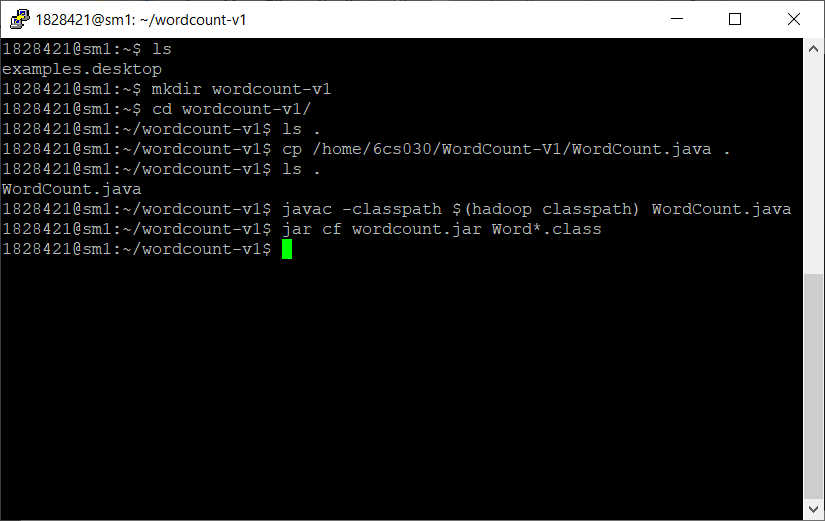 1828421@sm1: ~/wordcount-v1
1828421@sm1:~$ ls
examples.desktop
1828421@sm1:~$ mkdir wordcount-v1
1828421@sm1:~$ cd wordcount-v1/
1828421@sm1:~/wordcount-v1$ ls .
1828421@sm1:~/wordcount-v1$ cp /home/6cs030/WordCount-V1/WordCount.java .
1828421@sm1:~/wordcount-v1$ ls .
WordCount.java
1828421@sm1:~/wordcount-v1$ javac -classpath $(hadoop classpath) WordCount.java
1828421@sm1:~/wordcount-v1$ jar cf wordcount.jar Word*.class
1828421@sm1:~/wordcount-v1$